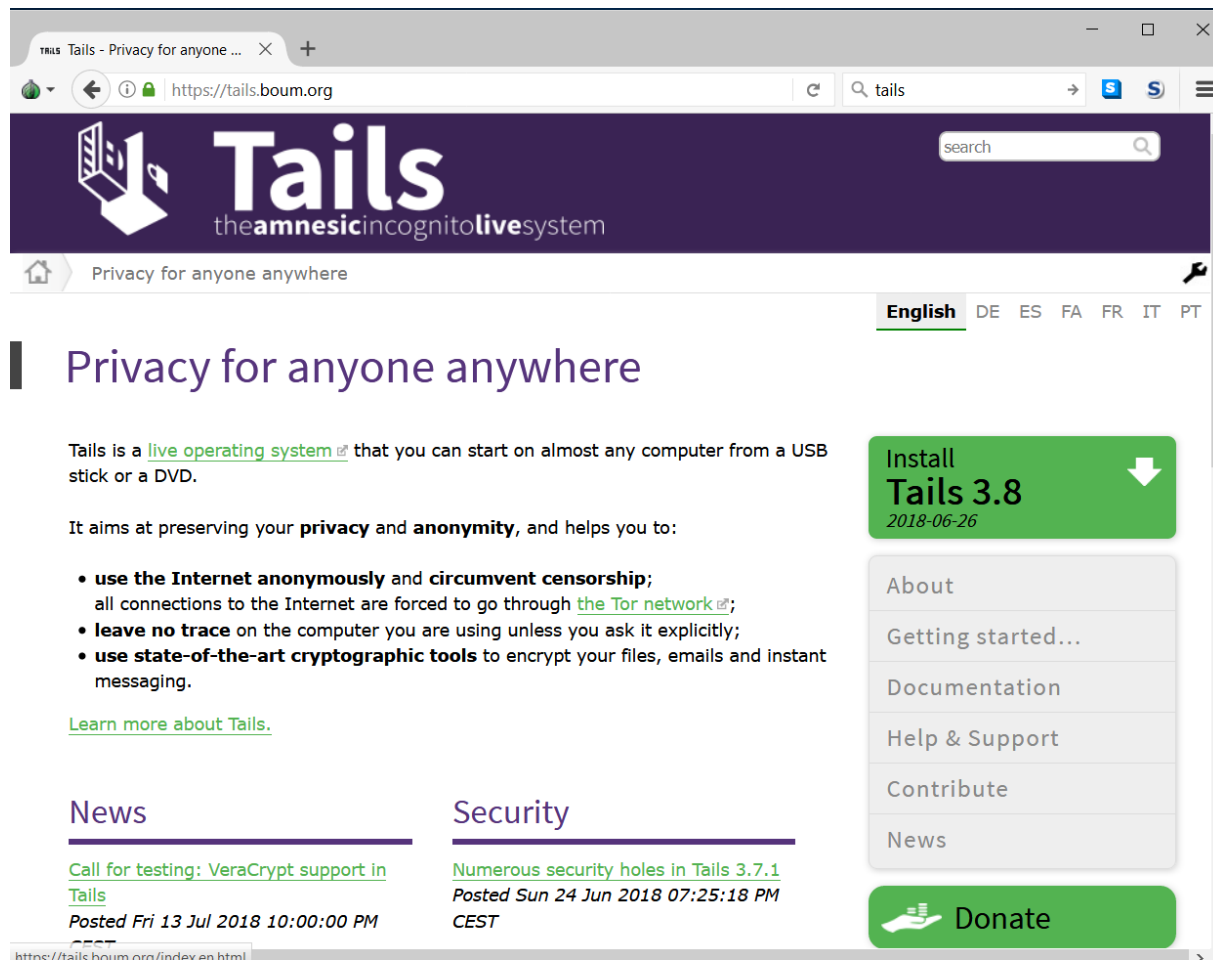 TAILS Tails - Privacy for anyone ...
https://tails.boum.org
tails
S
S
Tails
theamnesicincognitolivesystem
search
Privacy for anyone anywhere
English DE ES FA FR IT PT
Privacy for anyone anywhere
Tails is a live operating system that you can start on almost any computer from a USB
stick or a DVD.
It aims at preserving your privacy and anonymity, and helps you to:
• use the Internet anonymously and circumvent censorship;
all connections to the Internet are forced to go through the Tor network;
• leave no trace on the computer you are using unless you ask it explicitly;
• use state-of-the-art cryptographic tools to encrypt your files, emails and instant
messaging.
Learn more about Tails.
Install
Tails 3.8
2018-06-26
About
Getting started...
Documentation
Help & Support
Contribute
News
Donate
News
Call for testing: VeraCrypt support in
Tails
Posted Fri 13 Jul 2018 10:00:00 PM
CEST
Security
Numerous security holes in Tails 3.7.1
Posted Sun 24 Jun 2018 07:25:18 PM
CEST
https://tails.boum.org/index.en.html